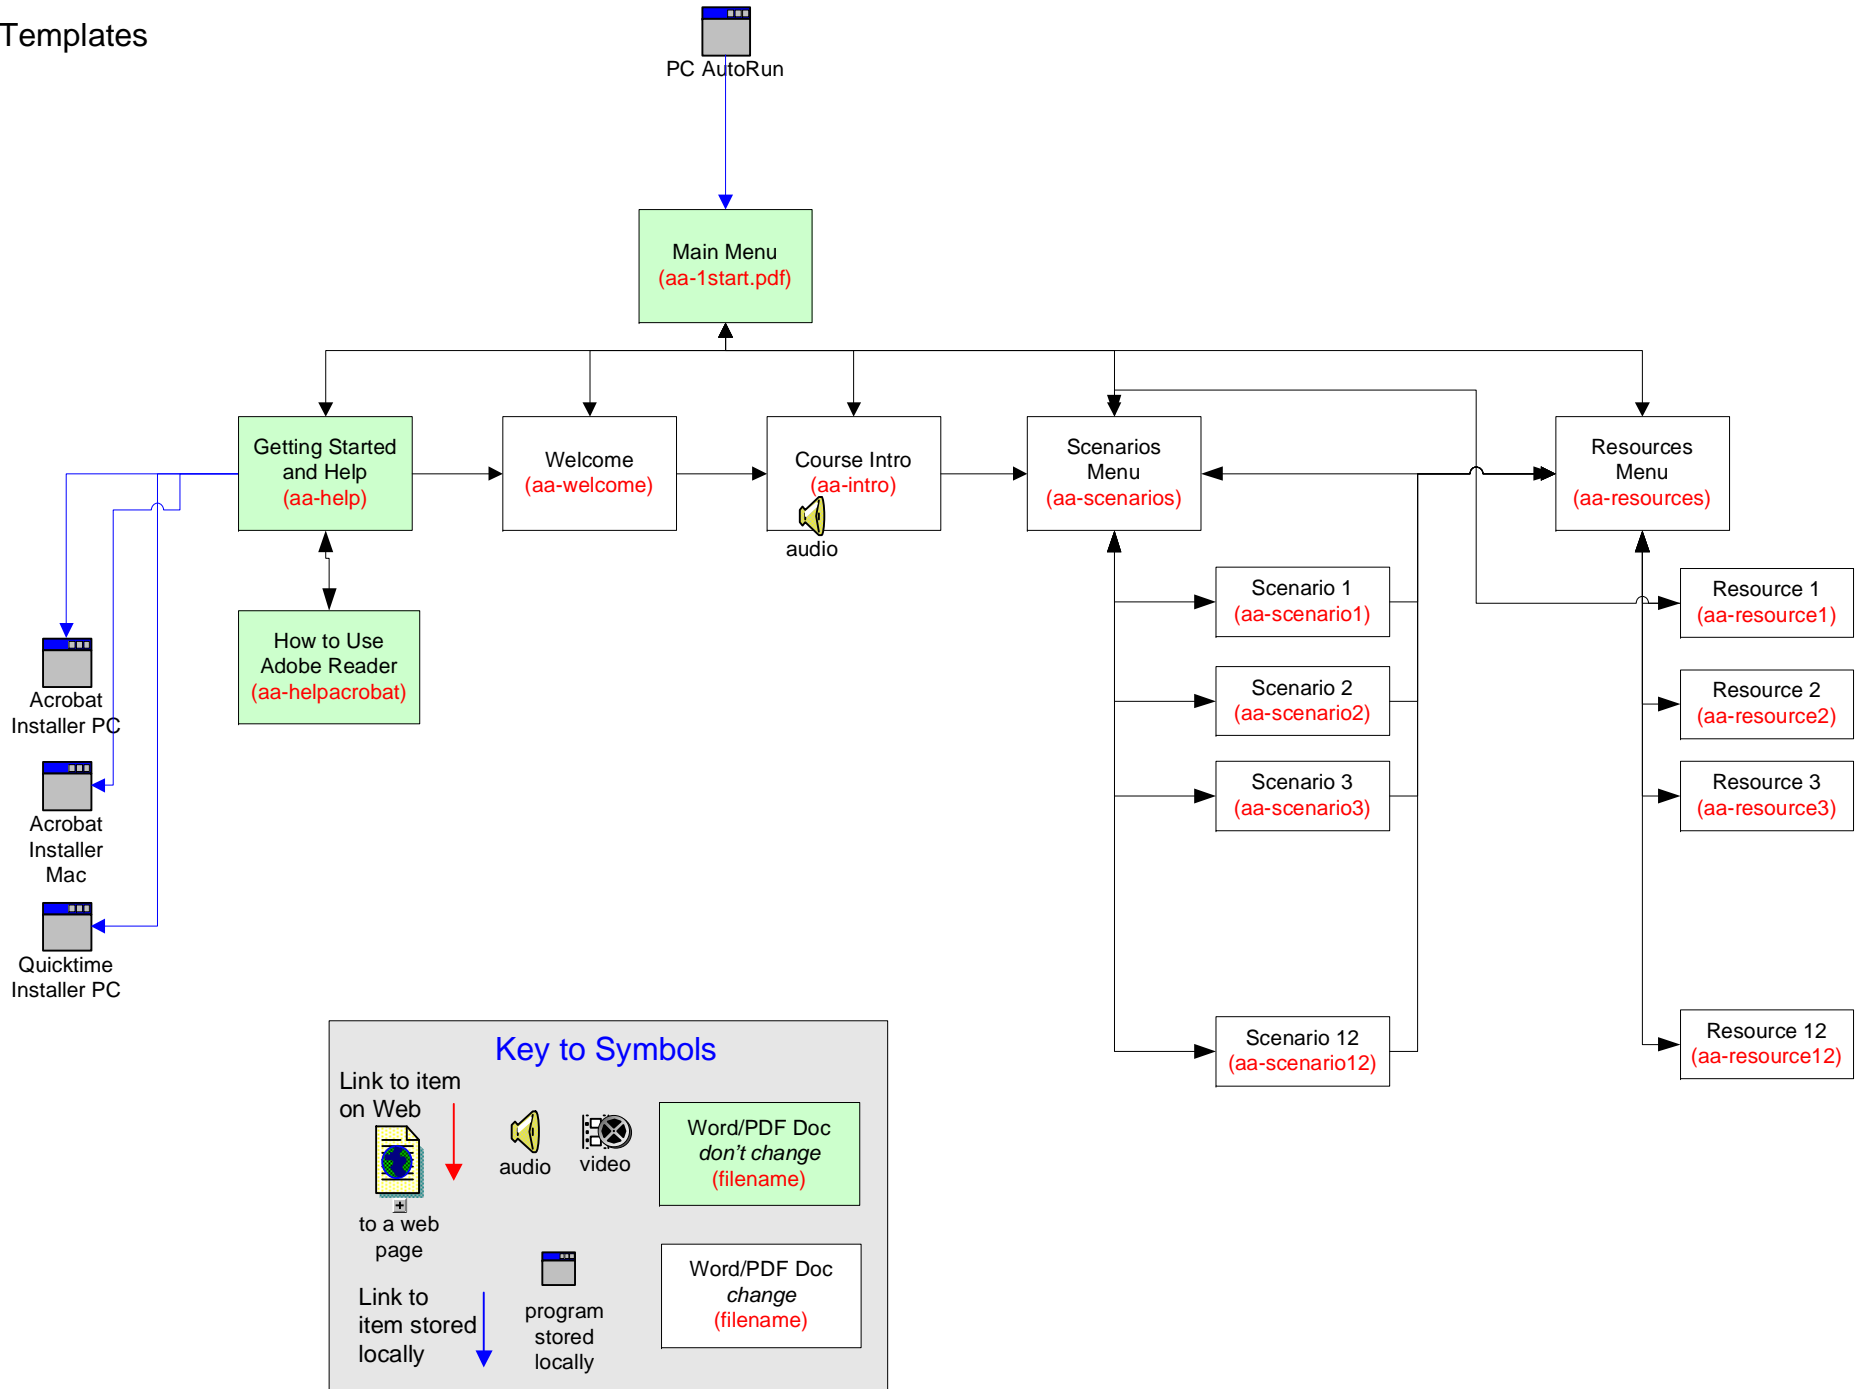 Templates
PC AutoRun
Main Menu
(aa-1start.pdf)
Getting Started
and Help
(aa-help)
Welcome
(aa-welcome)
Course Intro
(aa-intro)
audio
Scenarios
Menu
(aa-scenarios)
Resources
Menu
(aa-resources)
How to Use
Adobe Reader
(aa-helpacrobat)
Acrobat
Installer PC
Acrobat
Installer
Mac
Quicktime
Installer PC
Scenario 1
(aa-scenario1)
Scenario 2
(aa-scenario2)
Scenario 3
(aa-scenario3)
Scenario 12
(aa-scenario12)
Resource 1
(aa-resource1)
Resource 2
(aa-resource2)
Resource 3
(aa-resource3)
Resource 12
(aa-resource12)
Key to Symbols
Link to item
on Web
to a web
page
audio
video
Word/PDF Doc
don't change
(filename)
Link to
item stored
locally
program
stored
locally
Word/PDF Doc
change
(filename)